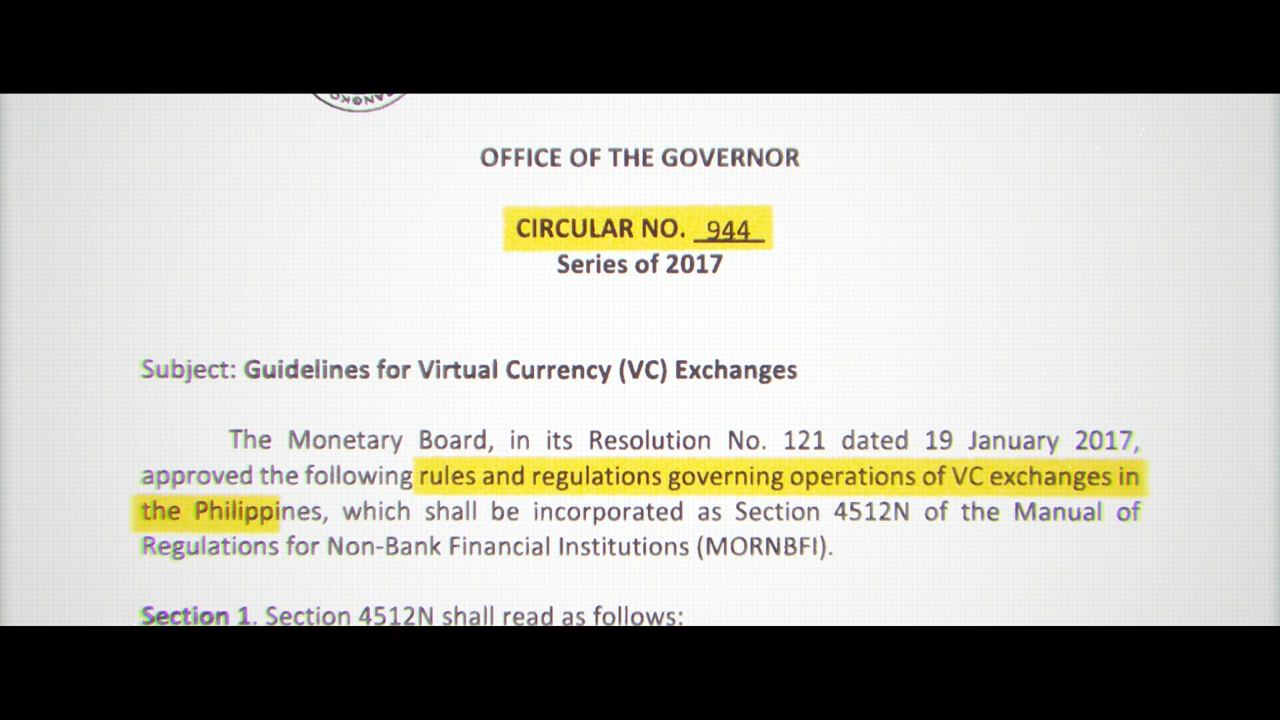 OFFICE OF THE GOVERNOR
CIRCULAR NO. 944
Series of 2017
Subject: Guidelines for Virtual Currency (VC) Exchanges
The Monetary Board, in its Resolution No. 121 dated 19 January 2017,
approved the following rules and regulations governing operations of VC exchanges in
the Philippines, which shall be incorporated as Section 4512N of the Manual of
Regulations for Non-Bank Financial Institutions (MORNBFI).
Section 1. Section 4512N shall read as follows: